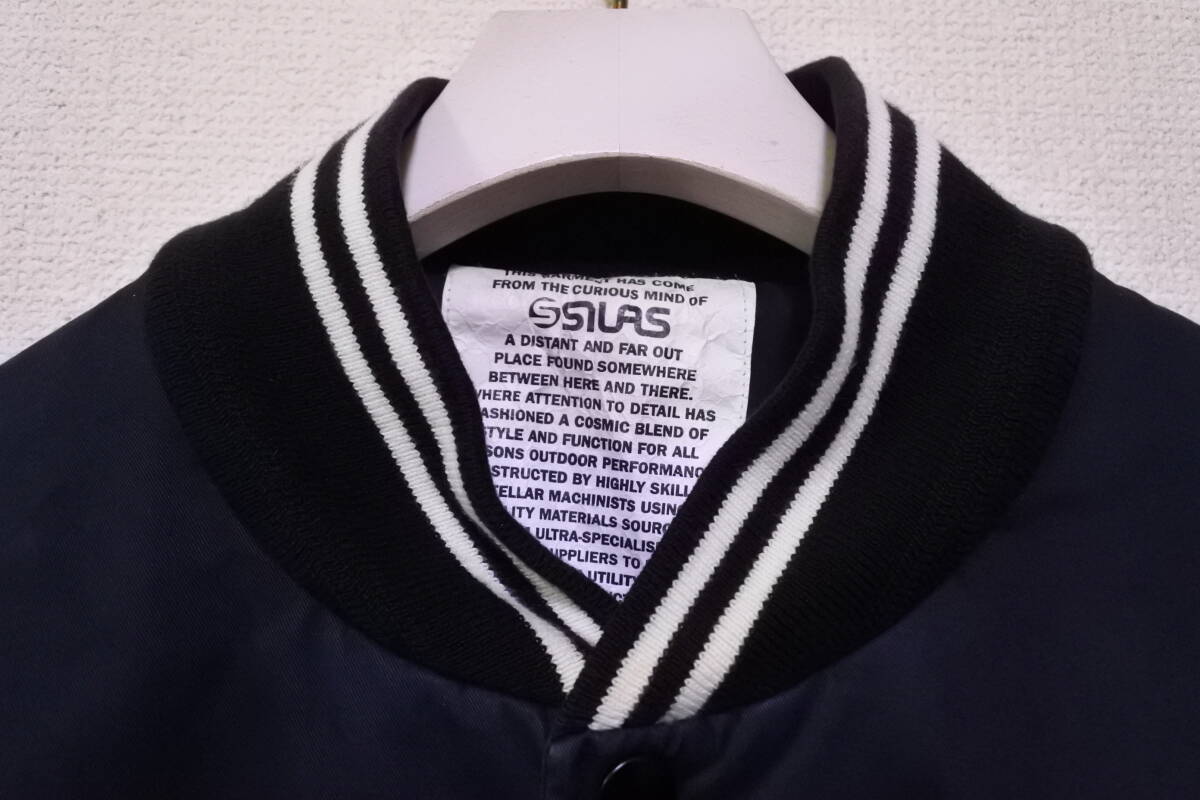 THIS GARMENT HAS COME
FROM THE CURIOUS MIND OF
SILAS
A DISTANT AND FAR OUT
PLACE FOUND SOMEWHERE
BETWEEN HERE AND THERE.
WHERE ATTENTION TO DETAIL HAS
ASHIONED A COSMIC BLEND OF
STYLE AND FUNCTION FOR ALL
SONS OUTDOOR PERFORMANC
STRUCTED BY HIGHLY SKILL
TELLAR MACHINISTS USING
LITY MATERIALS SOURC
ULTRA-SPECIALIS
UPPLIERS TO
UTILITY